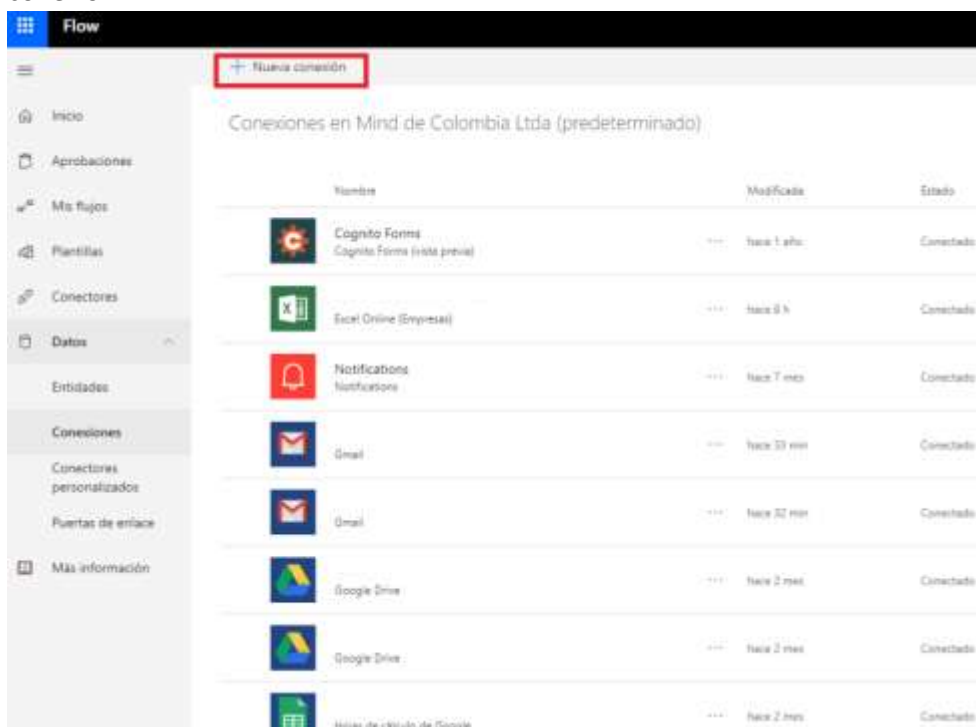 Flow
+ Nueva conexión
Inicio
Conexiones en Mind de Colombia Ltda (predeterminado)
Aprobaciones
Nombre Modificada Estado
Mis flujos
Cognito Forms
Cognito Forms (vista previa) ... hace 1 año Conectado
Plantillas
Conectores
Excel Online (Empresas) ... hace 6 h Conectado
Datos
Notifications
Notifications ... hace 7 mes Conectado
Entidades
Conexiones
Gmail ... hace 33 min Conectado
Conectores
personalizados
Gmail ... hace 32 min Conectado
Puertas de enlace
Más información
Google Drive ... hace 2 mes Conectado
Google Drive ... hace 2 mes Conectado
Hojas de cálculo de Google ... hace 2 mes Conectado